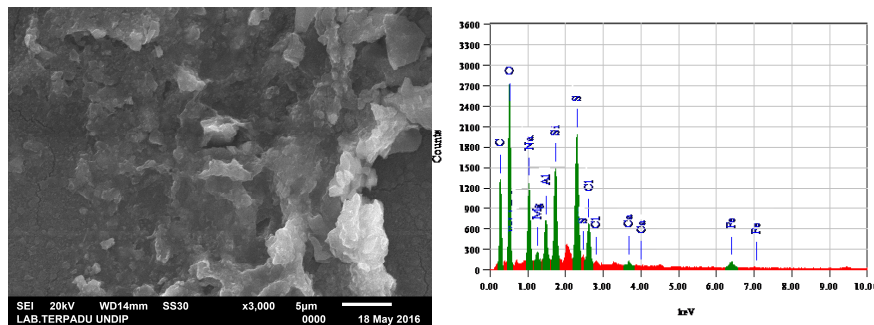 SEI 20kV WD14mm SS30 x3,000 5µm
LAB.TERPADU UNDIP 0000 18 May 2016
3600
3300
3000
2700
2400
2100
1800
1500
1200
900
600
300
0
Counts
C
O
Na
Mg
Al
Si
S
S
Cl
Cl
Ca
Ca
Fe
Fe
0.00 1.00 2.00 3.00 4.00 5.00 6.00 7.00 8.00 9.00 10.0
keV